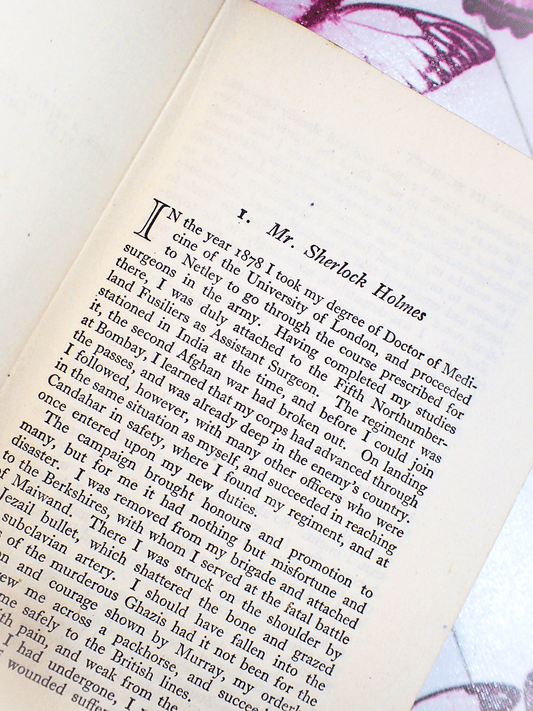 1. Mr. Sherlock Holmes
IN the year 1878 I took my degree of Doctor of Medi-
cine of the University of London, and proceeded
to Netley to go through the course prescribed for
surgeons in the army. Having completed my studies
there, I was duly attached to the Fifth Northumber-
land Fusiliers as Assistant Surgeon. The regiment was
stationed in India at the time, and before I could join
it, the second Afghan war had broken out. On landing
at Bombay, I learned that my corps had advanced through
the passes, and was already deep in the enemy's country.
I followed, however, with many other officers who were
in the same situation as myself, and succeeded in reaching
Candahar in safety, where I found my regiment, and at
once entered upon my new duties.
The campaign brought honours and promotion to
many, but for me it had nothing but misfortune and
disaster. I was removed from my brigade and attached
to the Berkshires, with whom I served at the fatal battle
of Maiwand. There I was struck on the shoulder by
Jezail bullet, which shattered the bone and grazed
subclavian artery. I should have fallen into the
of the murderous Ghazis had it not been for the
and courage shown by Murray, my orderly
me across a packhorse, and
safely to the British lines.
with pain, and weak from the
I had undergone, I
wounded